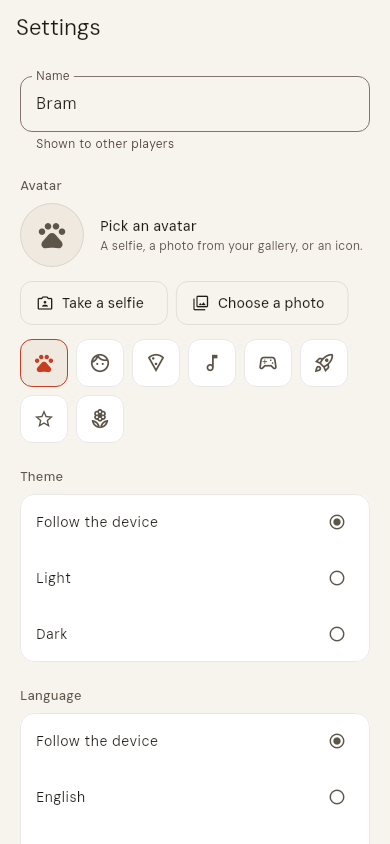 Settings
Name
Bram
Shown to other players
Avatar
Pick an avatar
A selfie, a photo from your gallery, or an icon.
Take a selfie
Choose a photo
Theme
Follow the device
Light
Dark
Language
Follow the device
English